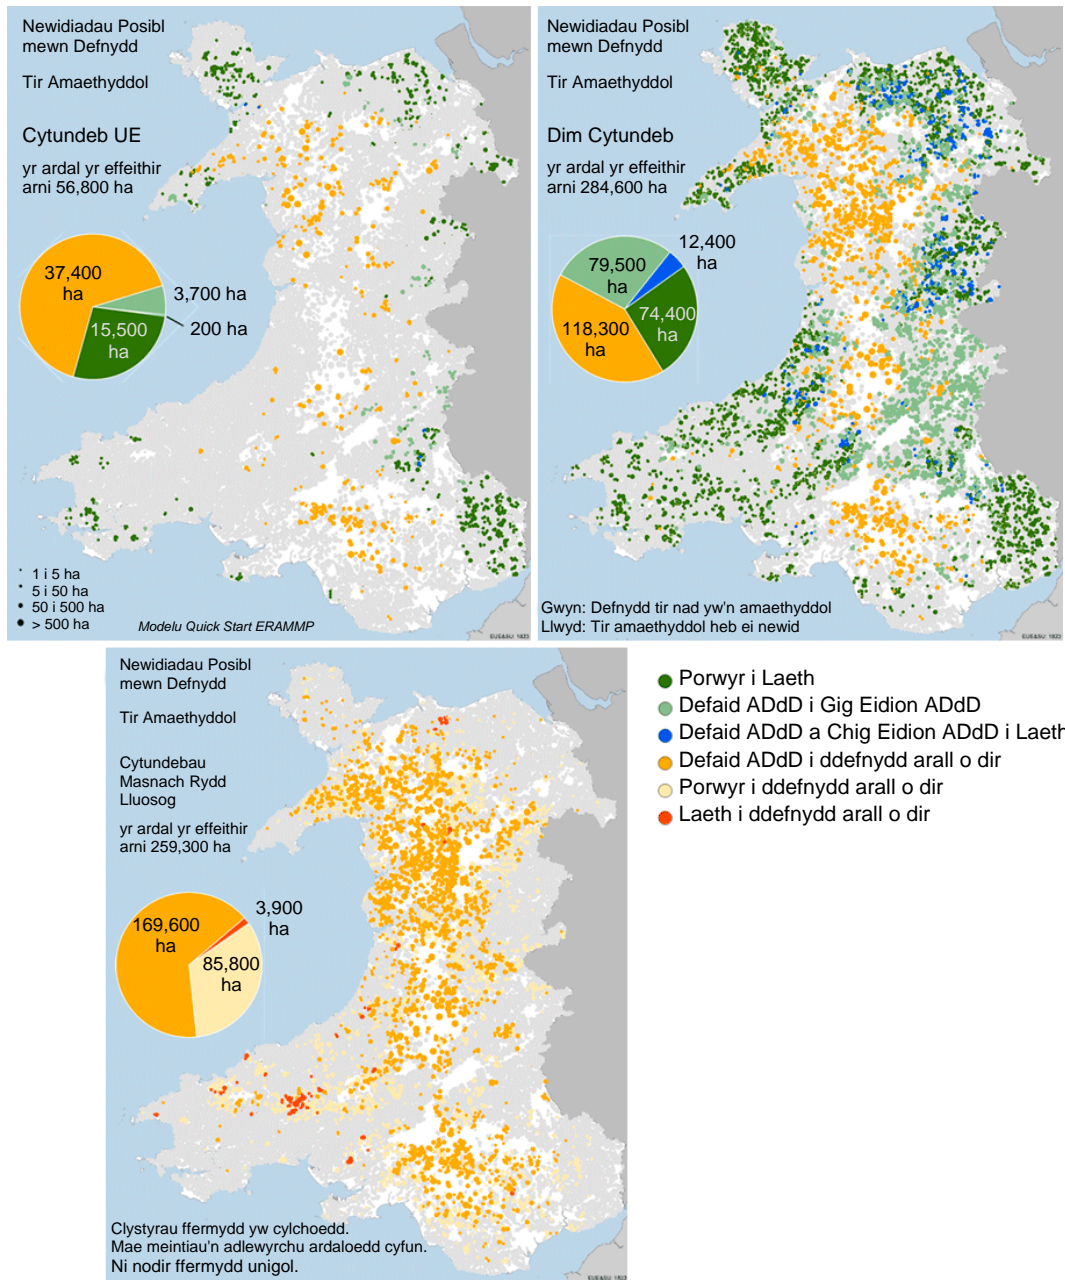 Newidiadau Posibl
mewn Defnydd
Tir Amaethyddol
Cytundeb UE
yr ardal yr effeithir
arni 56,800 ha
37,400
ha
3,700 ha
200 ha
15,500
ha
1 i 5 ha
5 i 50 ha
50 i 500 ha
> 500 ha
Modelu Quick Start ERAMMP
Newidiadau Posibl
mewn Defnydd
Tir Amaethyddol
Dim Cytundeb
yr ardal yr effeithir
arni 284,600 ha
12,400
ha
79,500
ha
74,400
ha
118,300
ha
Gwyn: Defnydd tir nad yw'n amaethyddol
Llwyd: Tir amaethyddol heb ei newid
Newidiadau Posibl
mewn Defnydd
Tir Amaethyddol
Cytundebau
Masnach Rydd
Lluosog
yr ardal yr effeithir
arni 259,300 ha
169,600
ha
3,900
ha
85,800
ha
Clystyrau ffermydd yw cylchoedd.
Mae meintiau'n adlewyrchu ardaloedd cyfun.
Ni nodir ffermydd unigol.
Porwyr i Laeth
Defaid ADdD i Gig Eidion ADdD
Defaid ADdD a Chig Eidion ADdD i Laeth
Defaid ADdD i ddefnydd arall o dir
Porwyr i ddefnydd arall o dir
Laeth i ddefnydd arall o dir